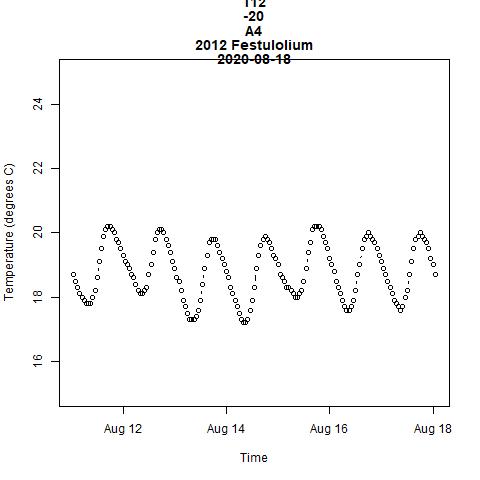 T12
-20
A4
2012 Festulolium
2020-08-18
Temperature (degrees C)
24
22
20
18
16
Aug 12 Aug 14 Aug 16 Aug 18
Time